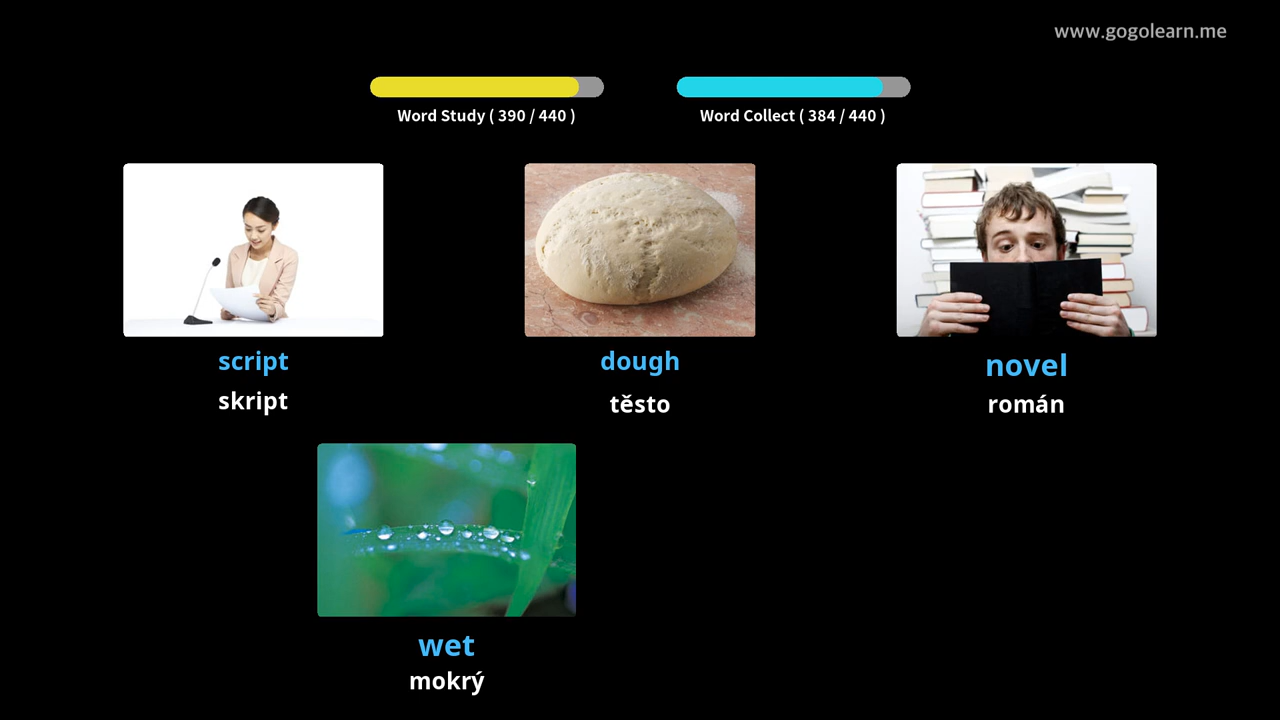 www.gogolearn.me
Word Study ( 390 / 440 )
Word Collect ( 384 / 440 )
script
skript
dough
těsto
novel
román
wet
mokrý